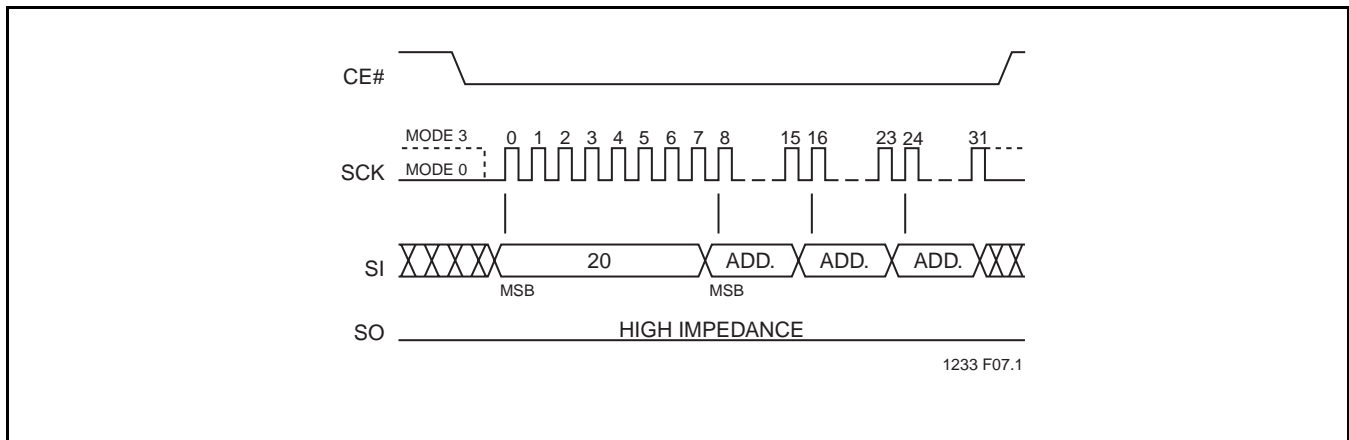 CE#
MODE 3
0 1 2 3 4 5 6 7 8 15 16 23 24 31
SCK
MODE 0
SI
20 ADD. ADD. ADD.
MSB MSB
SO
HIGH IMPEDANCE
1233 F07.1